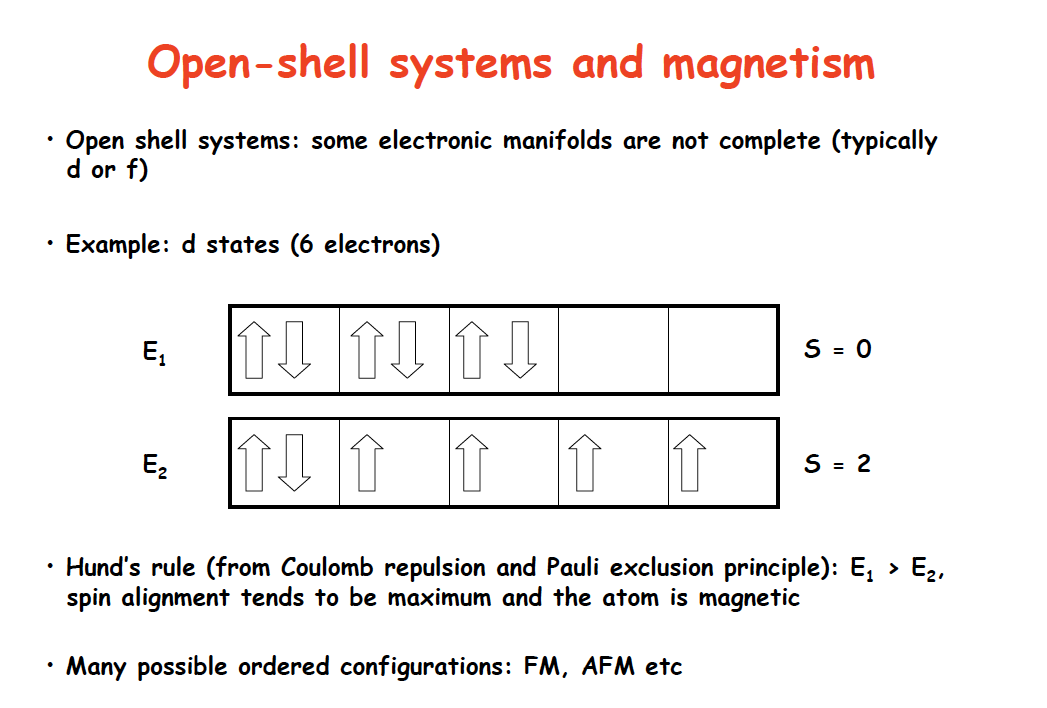 Open-shell systems and magnetism
• Open shell systems: some electronic manifolds are not complete (typically
d or f)
• Example: d states (6 electrons)
E₁ S = 0
E₂ S = 2
• Hund's rule (from Coulomb repulsion and Pauli exclusion principle): E₁ > E₂,
spin alignment tends to be maximum and the atom is magnetic
• Many possible ordered configurations: FM, AFM etc